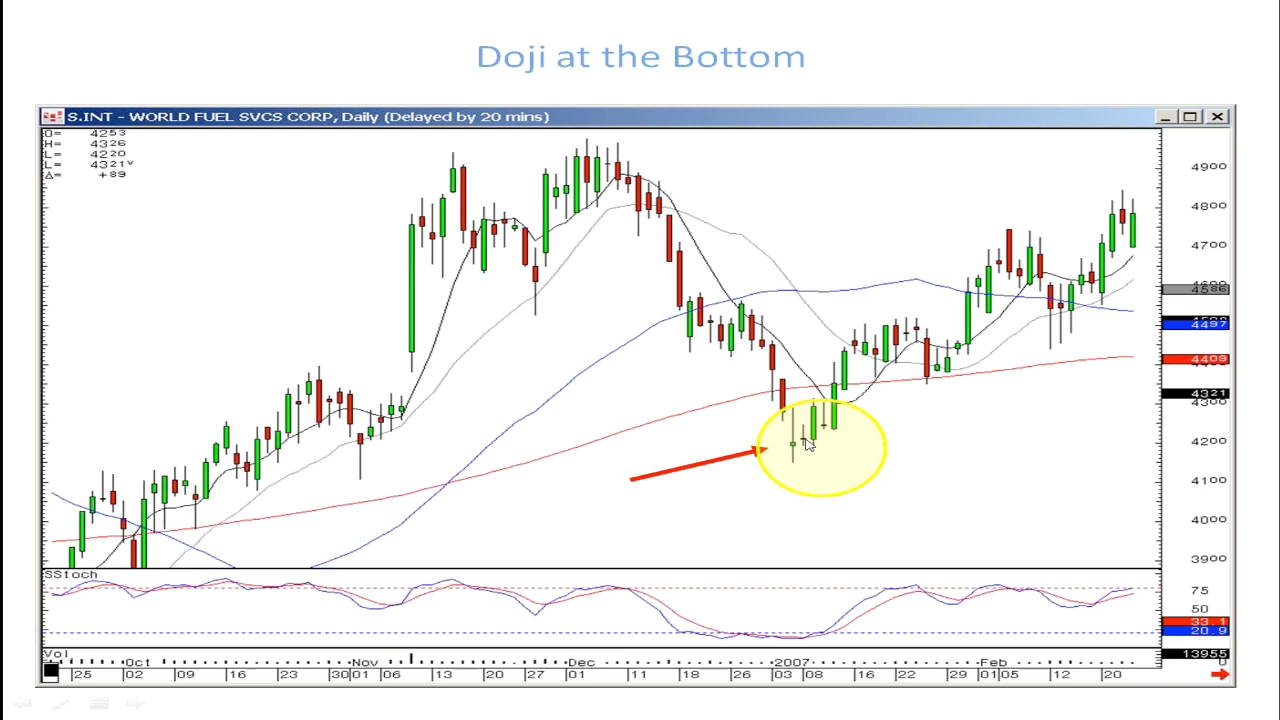 Doji at the Bottom
S.INT - WORLD FUEL SVCS CORP, Daily (Delayed by 20 mins)
O= 4253
H= 4326
L= 4220
L= 4321v
Δ= +89
4900
4800
4700
4586
4497
4409
4321
4300
4200
4100
4000
3900
SStoch
75
50
33.1
20.9
Vol
13955
Oct Nov Dec 2007 Feb
25 02 09 16 23 30 01 06 13 20 27 01 11 18 26 03 08 16 22 29 01 05 12 20